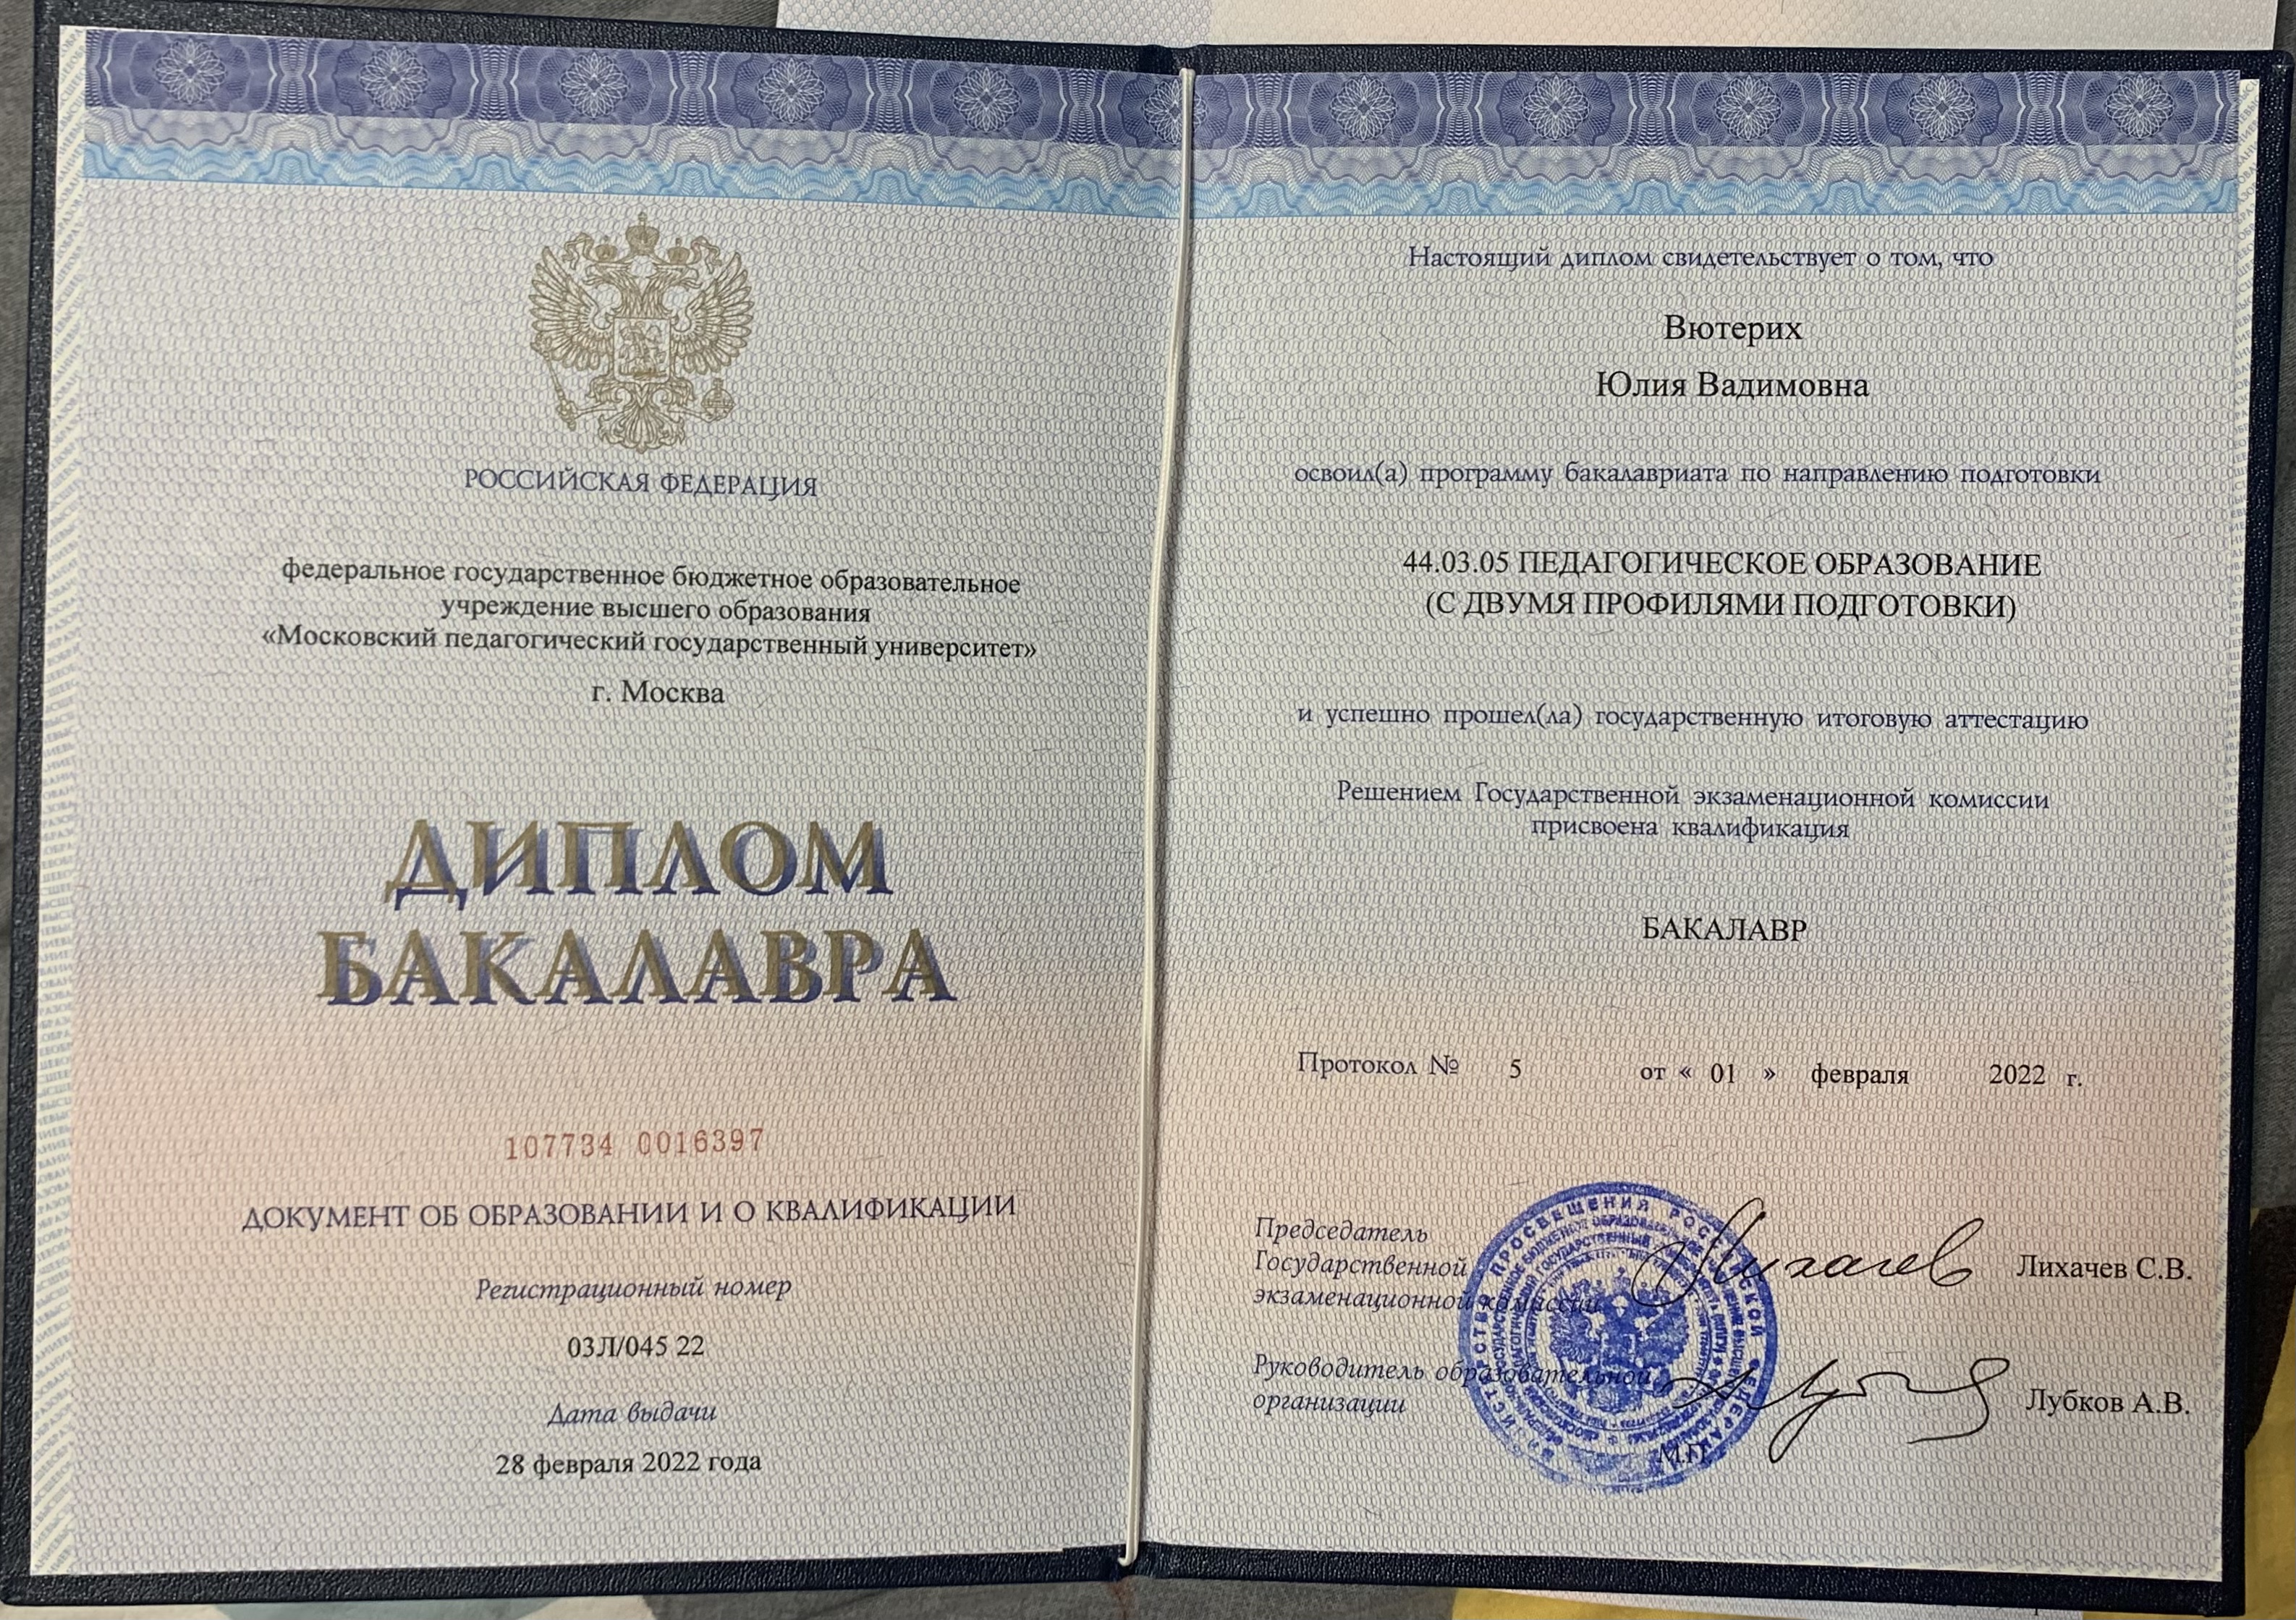 РОССИЙСКАЯ ФЕДЕРАЦИЯ
федеральное государственное бюджетное образовательное
учреждение высшего образования
«Московский педагогический государственный университет»
г. Москва
ДИПЛОМ
БАКАЛАВРА
107734 0016397
ДОКУМЕНТ ОБ ОБРАЗОВАНИИ И О КВАЛИФИКАЦИИ
Регистрационный номер
03Л/045 22
Дата выдачи
28 февраля 2022 года
Настоящий диплом свидетельствует о том, что
Вютерих
Юлия Вадимовна
освоил(а) программу бакалавриата по направлению подготовки
44.03.05 ПЕДАГОГИЧЕСКОЕ ОБРАЗОВАНИЕ
(С ДВУМЯ ПРОФИЛЯМИ ПОДГОТОВКИ)
и успешно прошел(ла) государственную итоговую аттестацию
Решением Государственной экзаменационной комиссии
присвоена квалификация
БАКАЛАВР
Протокол № 5 от « 01 » февраля 2022 г.
Председатель
Государственной
экзаменационной комиссии
Лихачев С.В.
Руководитель образовательной
организации
Лубков А.В.
М.П.
ПРОСВЕЩЕНИЯ РОССИЙСКОЙ ФЕДЕРАЦИИ